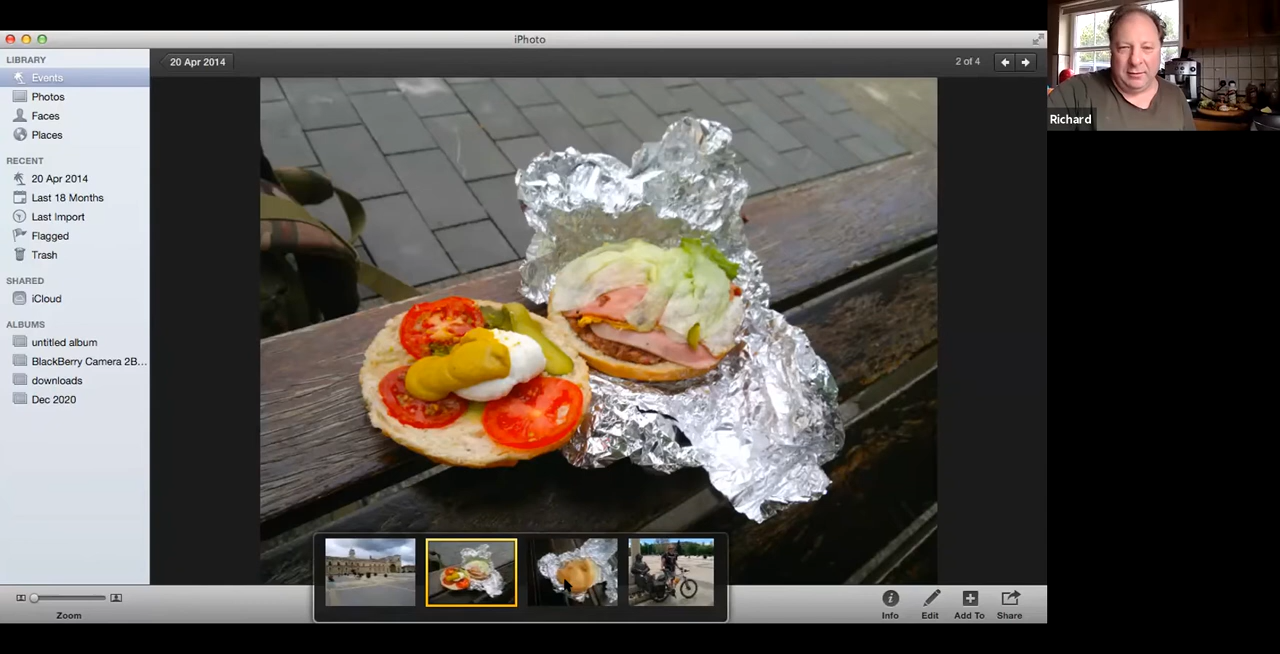 iPhoto
LIBRARY
Events
Photos
Faces
Places
RECENT
20 Apr 2014
Last 18 Months
Last Import
Flagged
Trash
SHARED
iCloud
ALBUMS
untitled album
BlackBerry Camera 2B...
downloads
Dec 2020
20 Apr 2014
2 of 4
Zoom
Info
Edit
Add To
Share
Richard